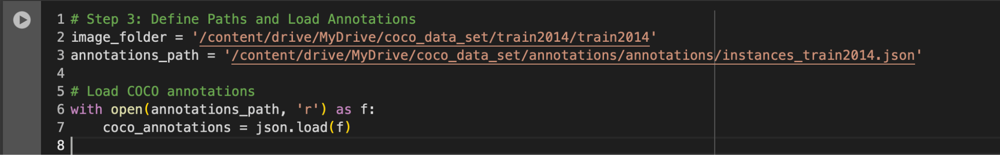 1 # Step 3: Define Paths and Load Annotations
2 image_folder = '/content/drive/MyDrive/coco_data_set/train2014/train2014'
3 annotations_path = '/content/drive/MyDrive/coco_data_set/annotations/annotations/instances_train2014.json'
4
5 # Load COCO annotations
6 with open(annotations_path, 'r') as f:
7     coco_annotations = json.load(f)
8